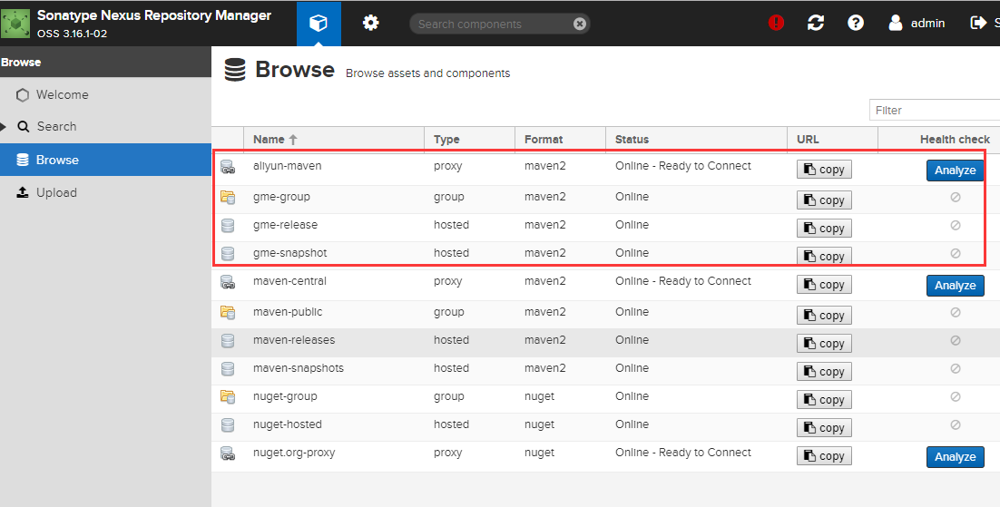 Sonatype Nexus Repository Manager
OSS 3.16.1-02
Search components
admin
S
Browse
Welcome
Search
Browse
Upload
Browse Browse assets and components
Filter
Name Type Format Status URL Health check
aliyun-maven proxy maven2 Online - Ready to Connect copy Analyze
gme-group group maven2 Online copy
gme-release hosted maven2 Online copy
gme-snapshot hosted maven2 Online copy
maven-central proxy maven2 Online - Ready to Connect copy Analyze
maven-public group maven2 Online copy
maven-releases hosted maven2 Online copy
maven-snapshots hosted maven2 Online copy
nuget-group group nuget Online copy
nuget-hosted hosted nuget Online copy
nuget.org-proxy proxy nuget Online - Ready to Connect copy Analyze